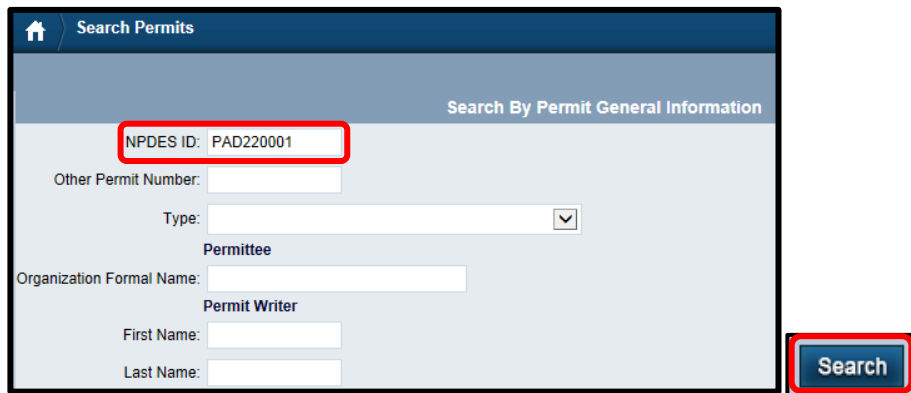 Search Permits
Search By Permit General Information
NPDES ID: PAD220001
Other Permit Number:
Type:
Permittee
Organization Formal Name:
Permit Writer
First Name:
Last Name:
Search